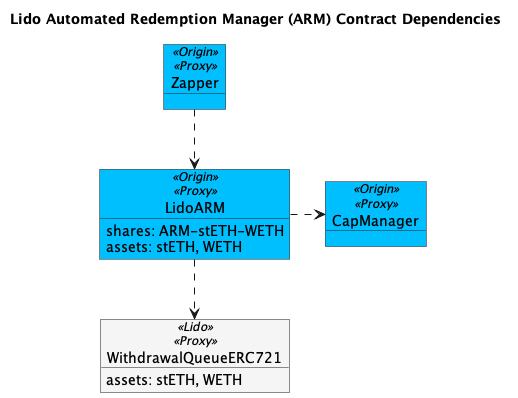 Lido Automated Redemption Manager (ARM) Contract Dependencies
«Origin»
«Proxy»
Zapper
«Origin»
«Proxy»
LidoARM
shares: ARM-stETH-WETH
assets: stETH, WETH
«Origin»
«Proxy»
CapManager
«Lido»
«Proxy»
WithdrawalQueueERC721
assets: stETH, WETH